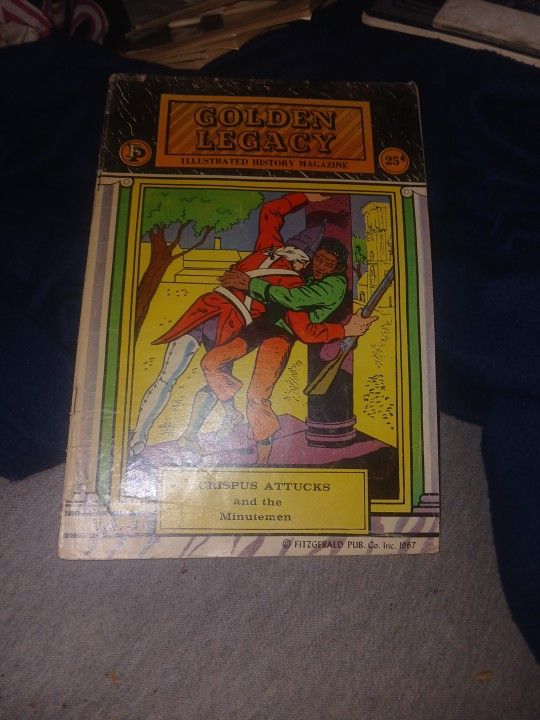 GOLDEN
LEGACY
ILLUSTRATED HISTORY MAGAZINE
FP
25¢
CRISPUS ATTUCKS
and the
Minutemen
© FITZGERALD PUB. Co. Inc. 1967